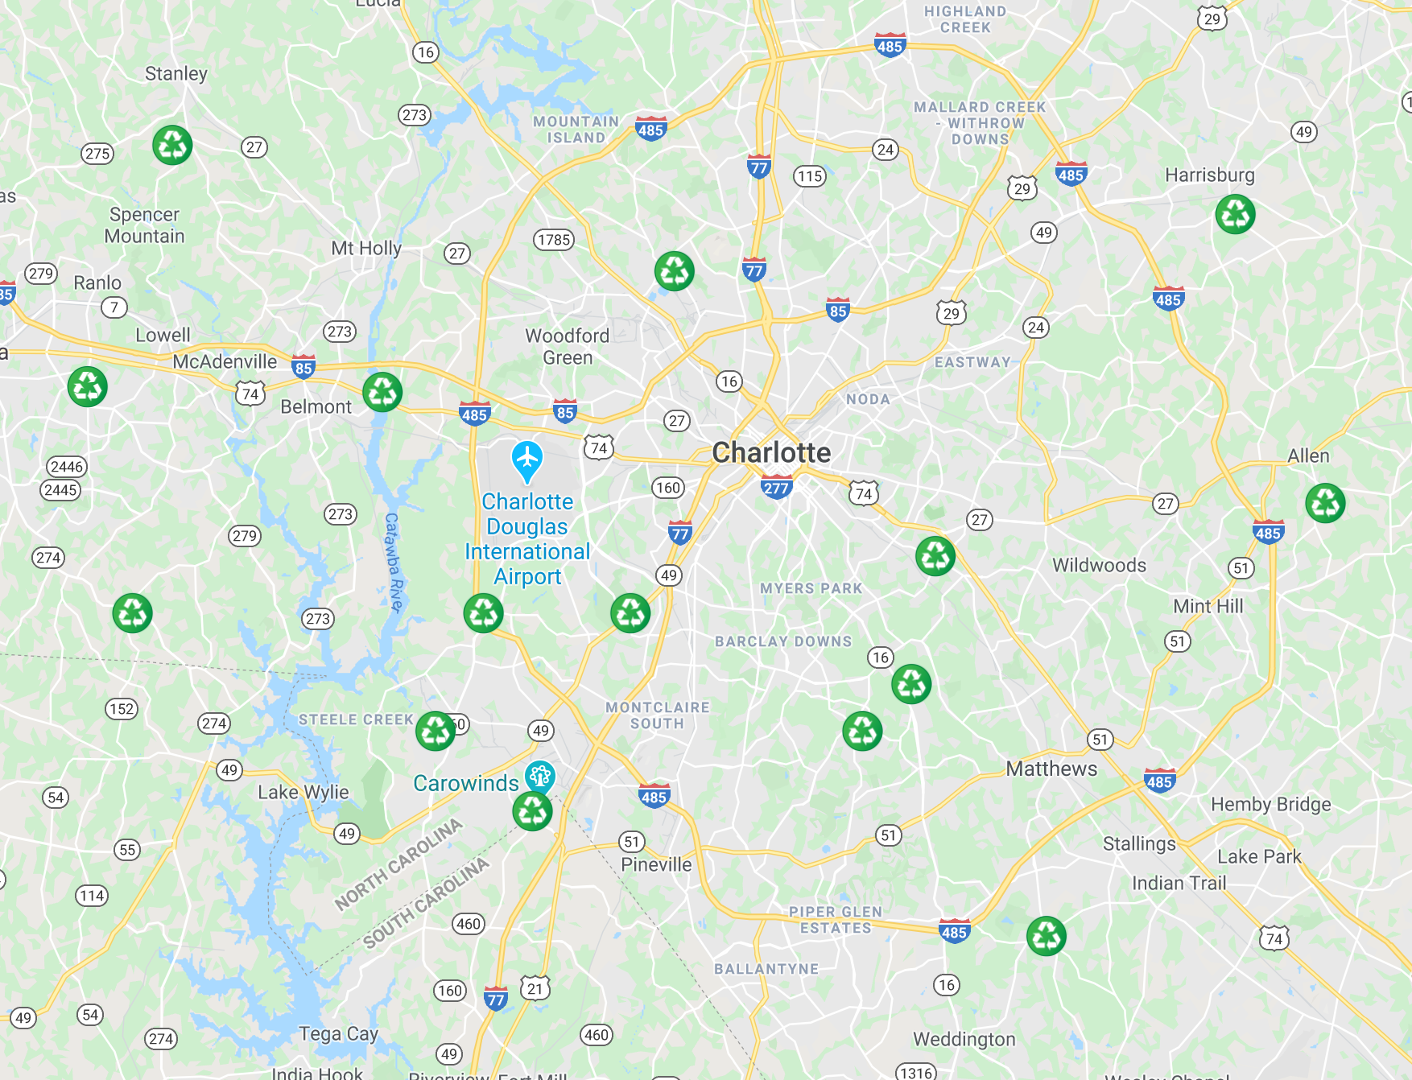 Lucia
HIGHLAND
CREEK
29
16
485
Stanley
273
MOUNTAIN
ISLAND
485
MALLARD CREEK
- WITHROW
DOWNS
49
275
27
77
115
24
485
Harrisburg
29
as
Spencer
Mountain
Mt Holly
27
1785
49
279
Ranlo
7
85
77
485
Lowell
273
Woodford
Green
85
29
24
a
McAdenville
85
74
Belmont
EASTWAY
16
NODA
485
85
27
74
Charlotte
Allen
2446
2445
160
277
74
27
27
Charlotte
Douglas
International
Airport
273
279
77
485
Catawba River
274
49
Wildwoods
51
MYERS PARK
Mint Hill
273
BARCLAY DOWNS
51
16
152
274
STEELE CREEK
60
49
MONTCLAIRE
SOUTH
51
49
Carowinds
Matthews
485
Lake Wylie
54
485
Hemby Bridge
49
55
51
51
Stallings
Pineville
Lake Park
NORTH CAROLINA
SOUTH CAROLINA
114
Indian Trail
460
PIPER GLEN
ESTATES
485
74
BALLANTYNE
160
77
21
16
49
54
274
Tega Cay
460
Weddington
49
India Hook
Riverview
Fort Mill
1316
Wesley Chapel